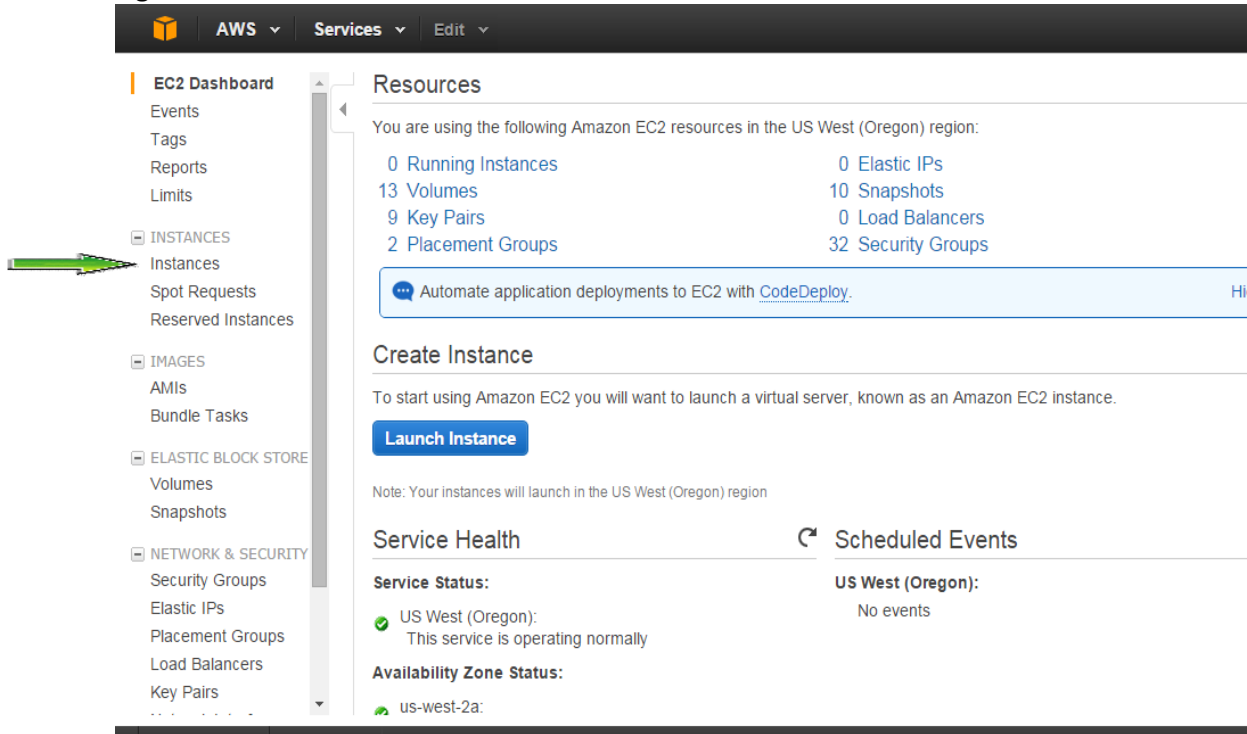 AWS Services Edit
EC2 Dashboard
Events
Tags
Reports
Limits
INSTANCES
Instances
Spot Requests
Reserved Instances
IMAGES
AMIs
Bundle Tasks
ELASTIC BLOCK STORE
Volumes
Snapshots
NETWORK & SECURITY
Security Groups
Elastic IPs
Placement Groups
Load Balancers
Key Pairs
Resources
You are using the following Amazon EC2 resources in the US West (Oregon) region:
0 Running Instances 0 Elastic IPs
13 Volumes 10 Snapshots
9 Key Pairs 0 Load Balancers
2 Placement Groups 32 Security Groups
Automate application deployments to EC2 with CodeDeploy.
Create Instance
To start using Amazon EC2 you will want to launch a virtual server, known as an Amazon EC2 instance.
Launch Instance
Note: Your instances will launch in the US West (Oregon) region
Service Health
Service Status:
US West (Oregon):
This service is operating normally
Availability Zone Status:
us-west-2a:
Scheduled Events
US West (Oregon):
No events